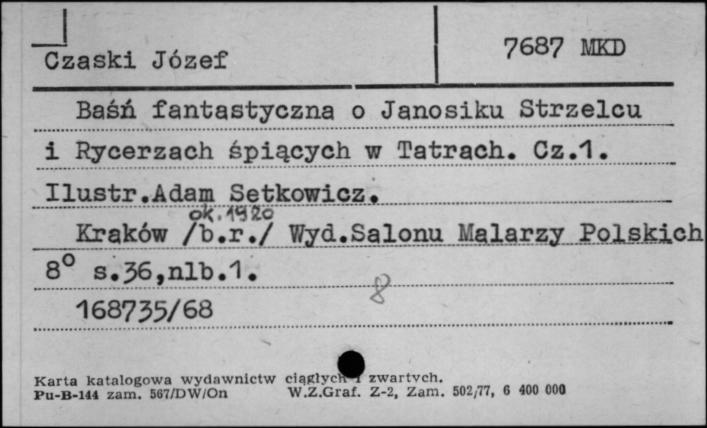 Czaski Józef
7687 MKD
Baśń fantastyczna o Janosiku Strzelcu
i Rycerzach śpiących w Tatrach. Cz.1.
Ilustr.Adam Setkowicz.
ok. 1920
Kraków /b.r./ Wyd.Salonu Malarzy Polskich
8° s.36,nlb.1.
8
168735/68
Karta katalogowa wydawnictw ciągłych i zwartych.
Pu-B-144 zam. 567/DW/On W.Z.Graf. Z-2, Zam. 502/77, 6 400 000